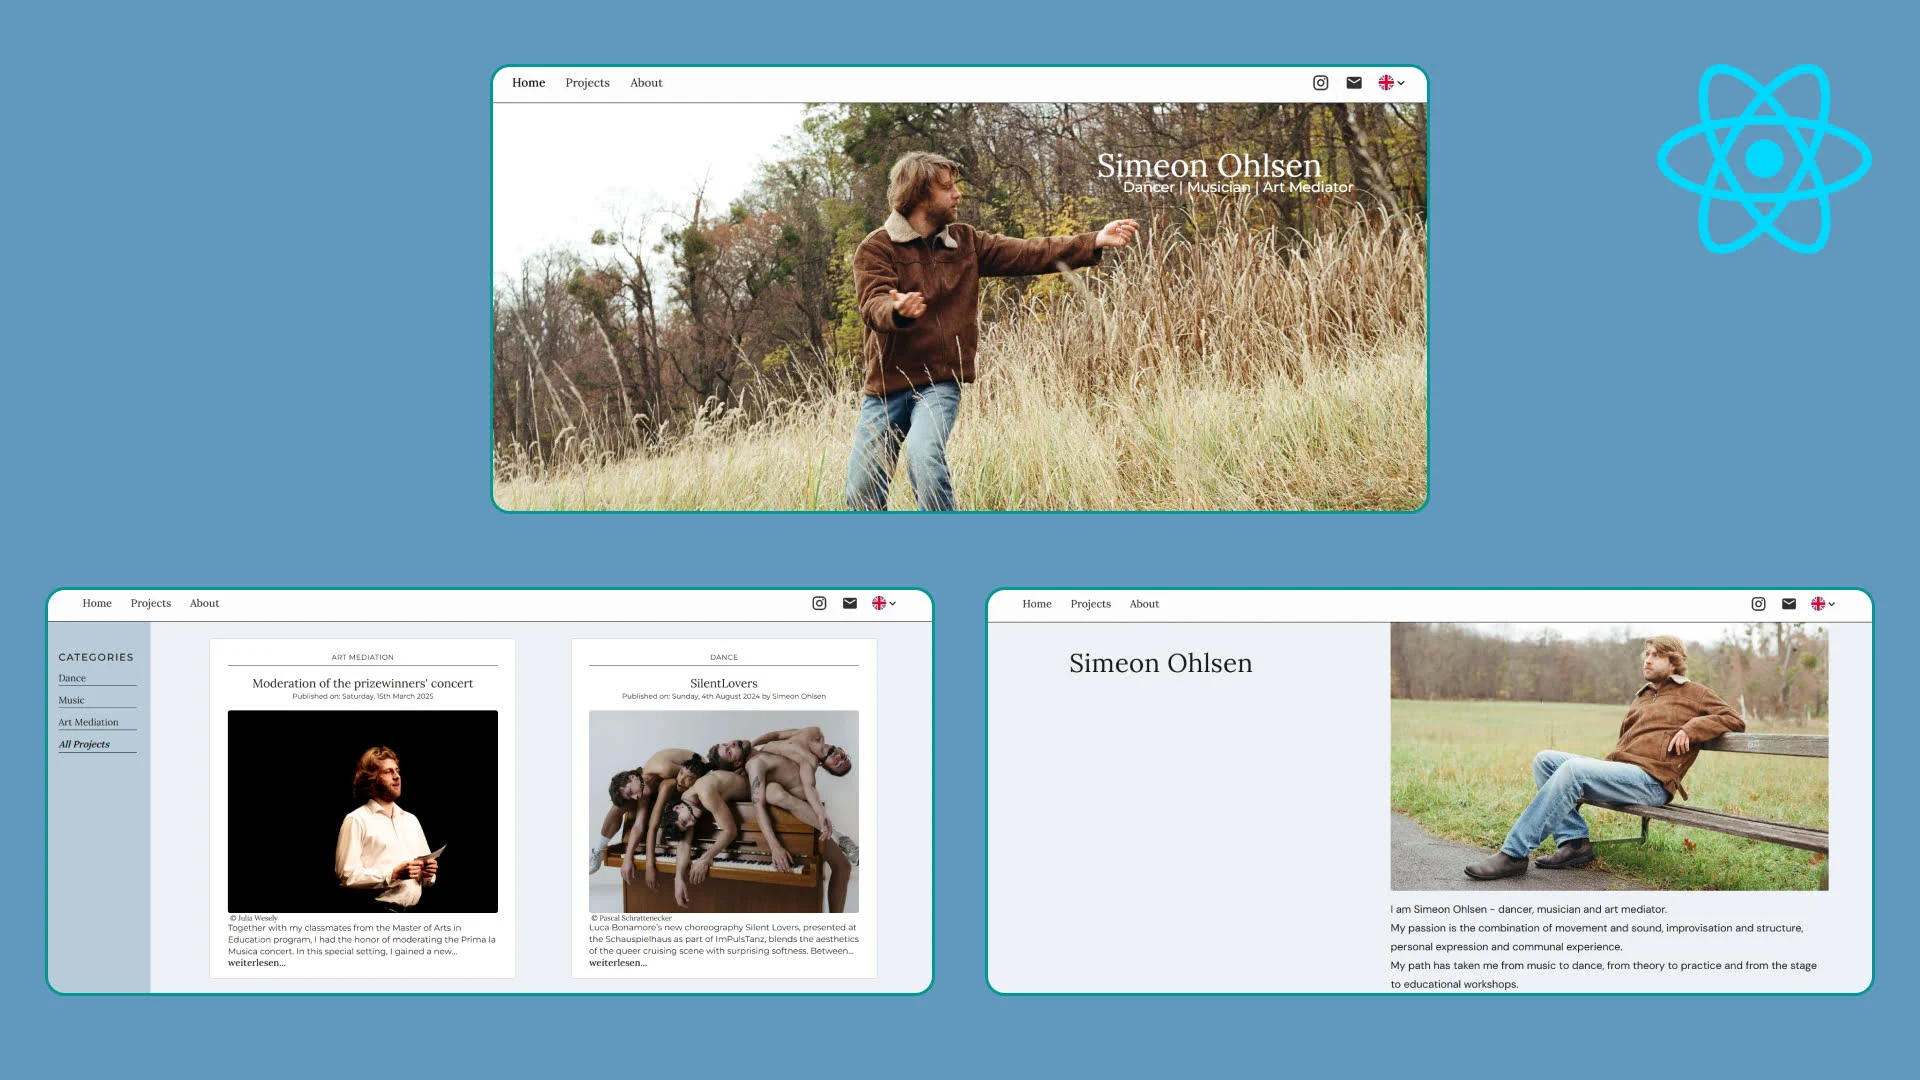 Home Projects About
Simeon Ohlsen
Dancer | Musician | Art Mediator
Home Projects About
CATEGORIES
Dance
Music
Art Mediation
All Projects
ART MEDIATION
Moderation of the prizewinners' concert
Published on: Saturday, 15th March 2025
© Julia Wesely
Together with my classmates from the Master of Arts in
Education program, I had the honor of moderating the Prima la
Musica concert. In this special setting, I gained a new...
weiterlesen...
DANCE
SilentLovers
Published on: Sunday, 4th August 2024 by Simeon Ohlsen
© Pascal Schrattenecker
Luca Bonamore's new choreography Silent Lovers, presented at
the Schauspielhaus as part of ImPulsTanz, blends the aesthetics
of the queer cruising scene with surprising softness. Between...
weiterlesen...
Home Projects About
Simeon Ohlsen
I am Simeon Ohlsen - dancer, musician and art mediator.
My passion is the combination of movement and sound, improvisation and structure,
personal expression and communal experience.
My path has taken me from music to dance, from theory to practice and from the stage
to educational workshops.